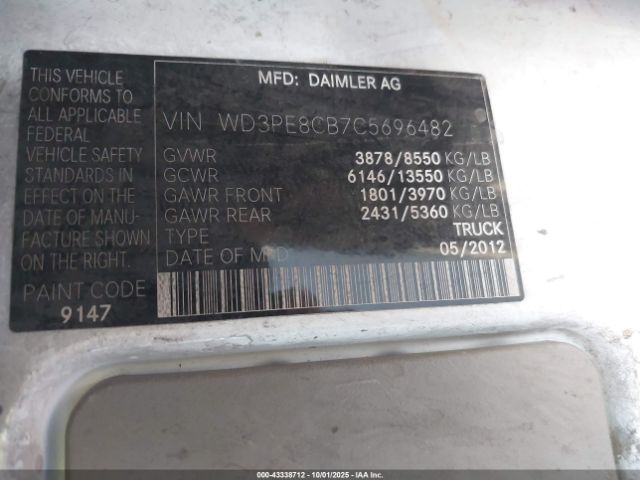 THIS VEHICLE
CONFORMS TO
ALL APPLICABLE
FEDERAL
VEHICLE SAFETY
STANDARDS IN
EFFECT ON THE
DATE OF MANU-
FACTURE SHOWN
ON THE RIGHT.
PAINT CODE
9147
MFD: DAIMLER AG
VIN WD3PE8CB7C5696482
GVWR 3878/8550 KG/LB
GCWR 6146/13550 KG/LB
GAWR FRONT 1801/3970 KG/LB
GAWR REAR 2431/5360 KG/LB
TYPE TRUCK
DATE OF MFD 05/2012
000-43338712 - 10/01/2025 - IAAI.COM